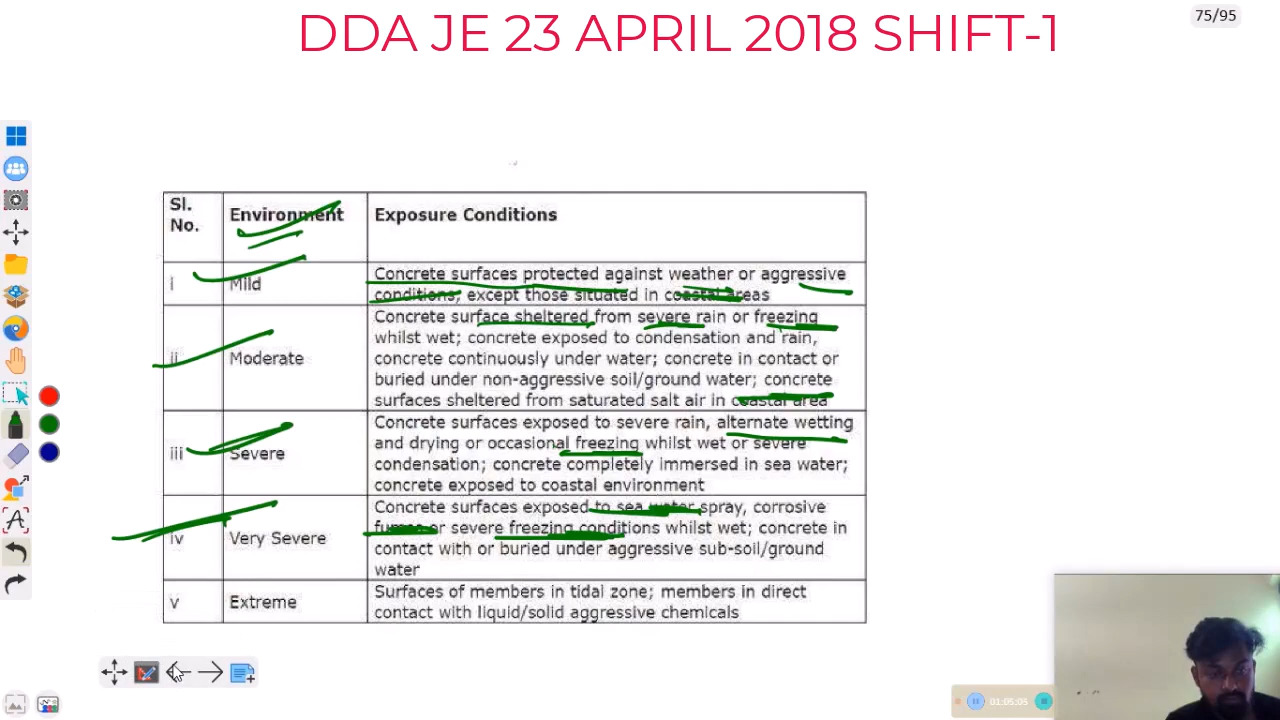 DDA JE 23 APRIL 2018 SHIFT-1
75/95
Sl. No.
Environment
Exposure Conditions
i
Mild
Concrete surfaces protected against weather or aggressive
conditions, except those situated in coastal areas
ii
Moderate
Concrete surface sheltered from severe rain or freezing
whilst wet; concrete exposed to condensation and rain,
concrete continuously under water; concrete in contact or
buried under non-aggressive soil/ground water; concrete
surfaces sheltered from saturated salt air in coastal area
iii
Severe
Concrete surfaces exposed to severe rain, alternate wetting
and drying or occasional freezing whilst wet or severe
condensation; concrete completely immersed in sea water;
concrete exposed to coastal environment
iv
Very Severe
Concrete surfaces exposed to sea water spray, corrosive
fumes or severe freezing conditions whilst wet; concrete in
contact with or buried under aggressive sub-soil/ground
water
v
Extreme
Surfaces of members in tidal zone; members in direct
contact with liquid/solid aggressive chemicals
01:05:05